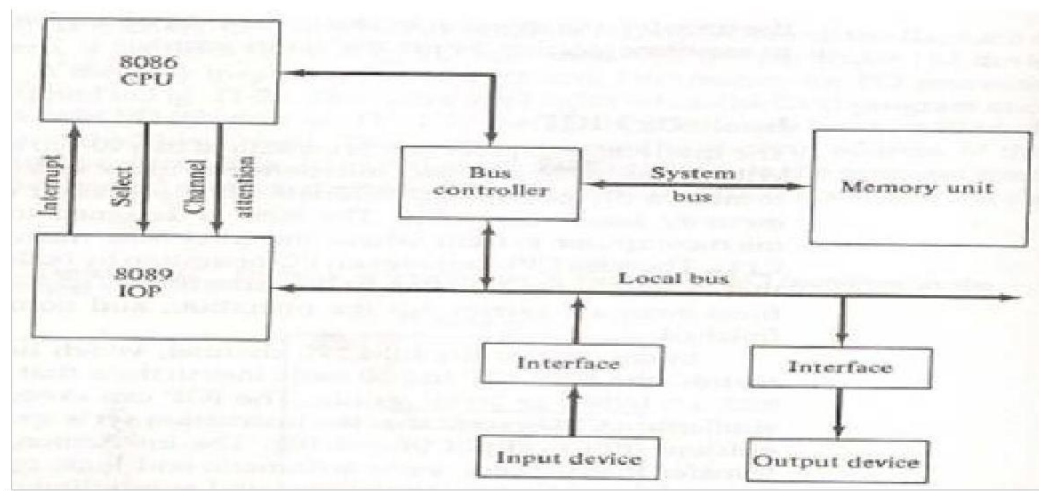 8086
CPU
Interrupt
Select
Channel
attention
Bus
controller
System
bus
Memory unit
8089
IOP
Local bus
Interface
Interface
Input device
Output device